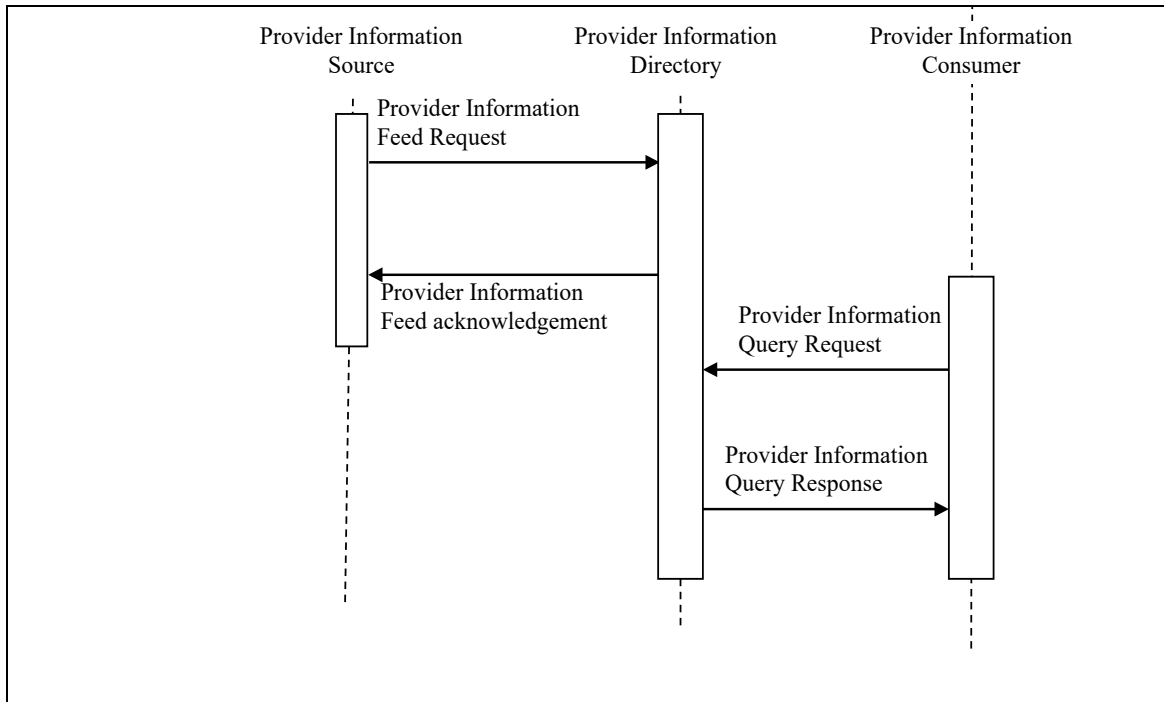 Provider Information
Source
Provider Information
Directory
Provider Information
Consumer
Provider Information
Feed Request
Provider Information
Feed acknowledgement
Provider Information
Query Request
Provider Information
Query Response